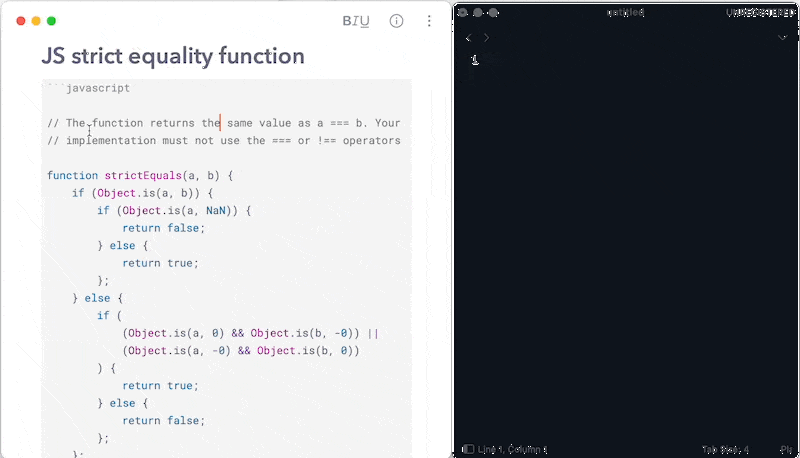 BIU
JS strict equality function
```javascript
// The function returns the same value as a === b. Your
// implementation must not use the === or !== operators
function strictEquals(a, b) {
    if (Object.is(a, b)) {
        if (Object.is(a, NaN)) {
            return false;
        } else {
            return true;
        };
    } else {
        if (
            (Object.is(a, 0) && Object.is(b, -0)) ||
            (Object.is(a, -0) && Object.is(b, 0))
        ) {
            return true;
        } else {
            return false;
        };
    };
untitled
UNREGISTERED
1
Line 1, Column 1
Tab Size: 4